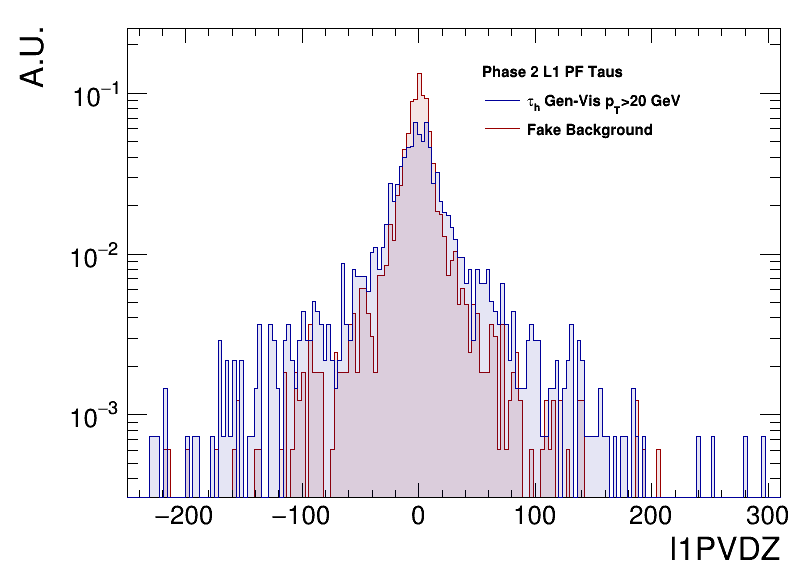 A.U.
Phase 2 L1 PF Taus
τh Gen-Vis pT>20 GeV
Fake Background
10−1
10−2
10−3
−200 −100 0 100 200 300
l1PVDZ